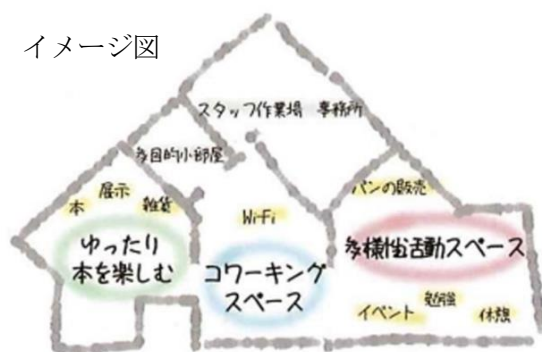 イメージ図
スタッフ作業場 事務所
多目的小部屋
本 展示 雑貨
ゆったり
本を楽しむ
Wi-Fi
コワーキング
スペース
パンの販売
多様性活動スペース
イベント 勉強 休憩